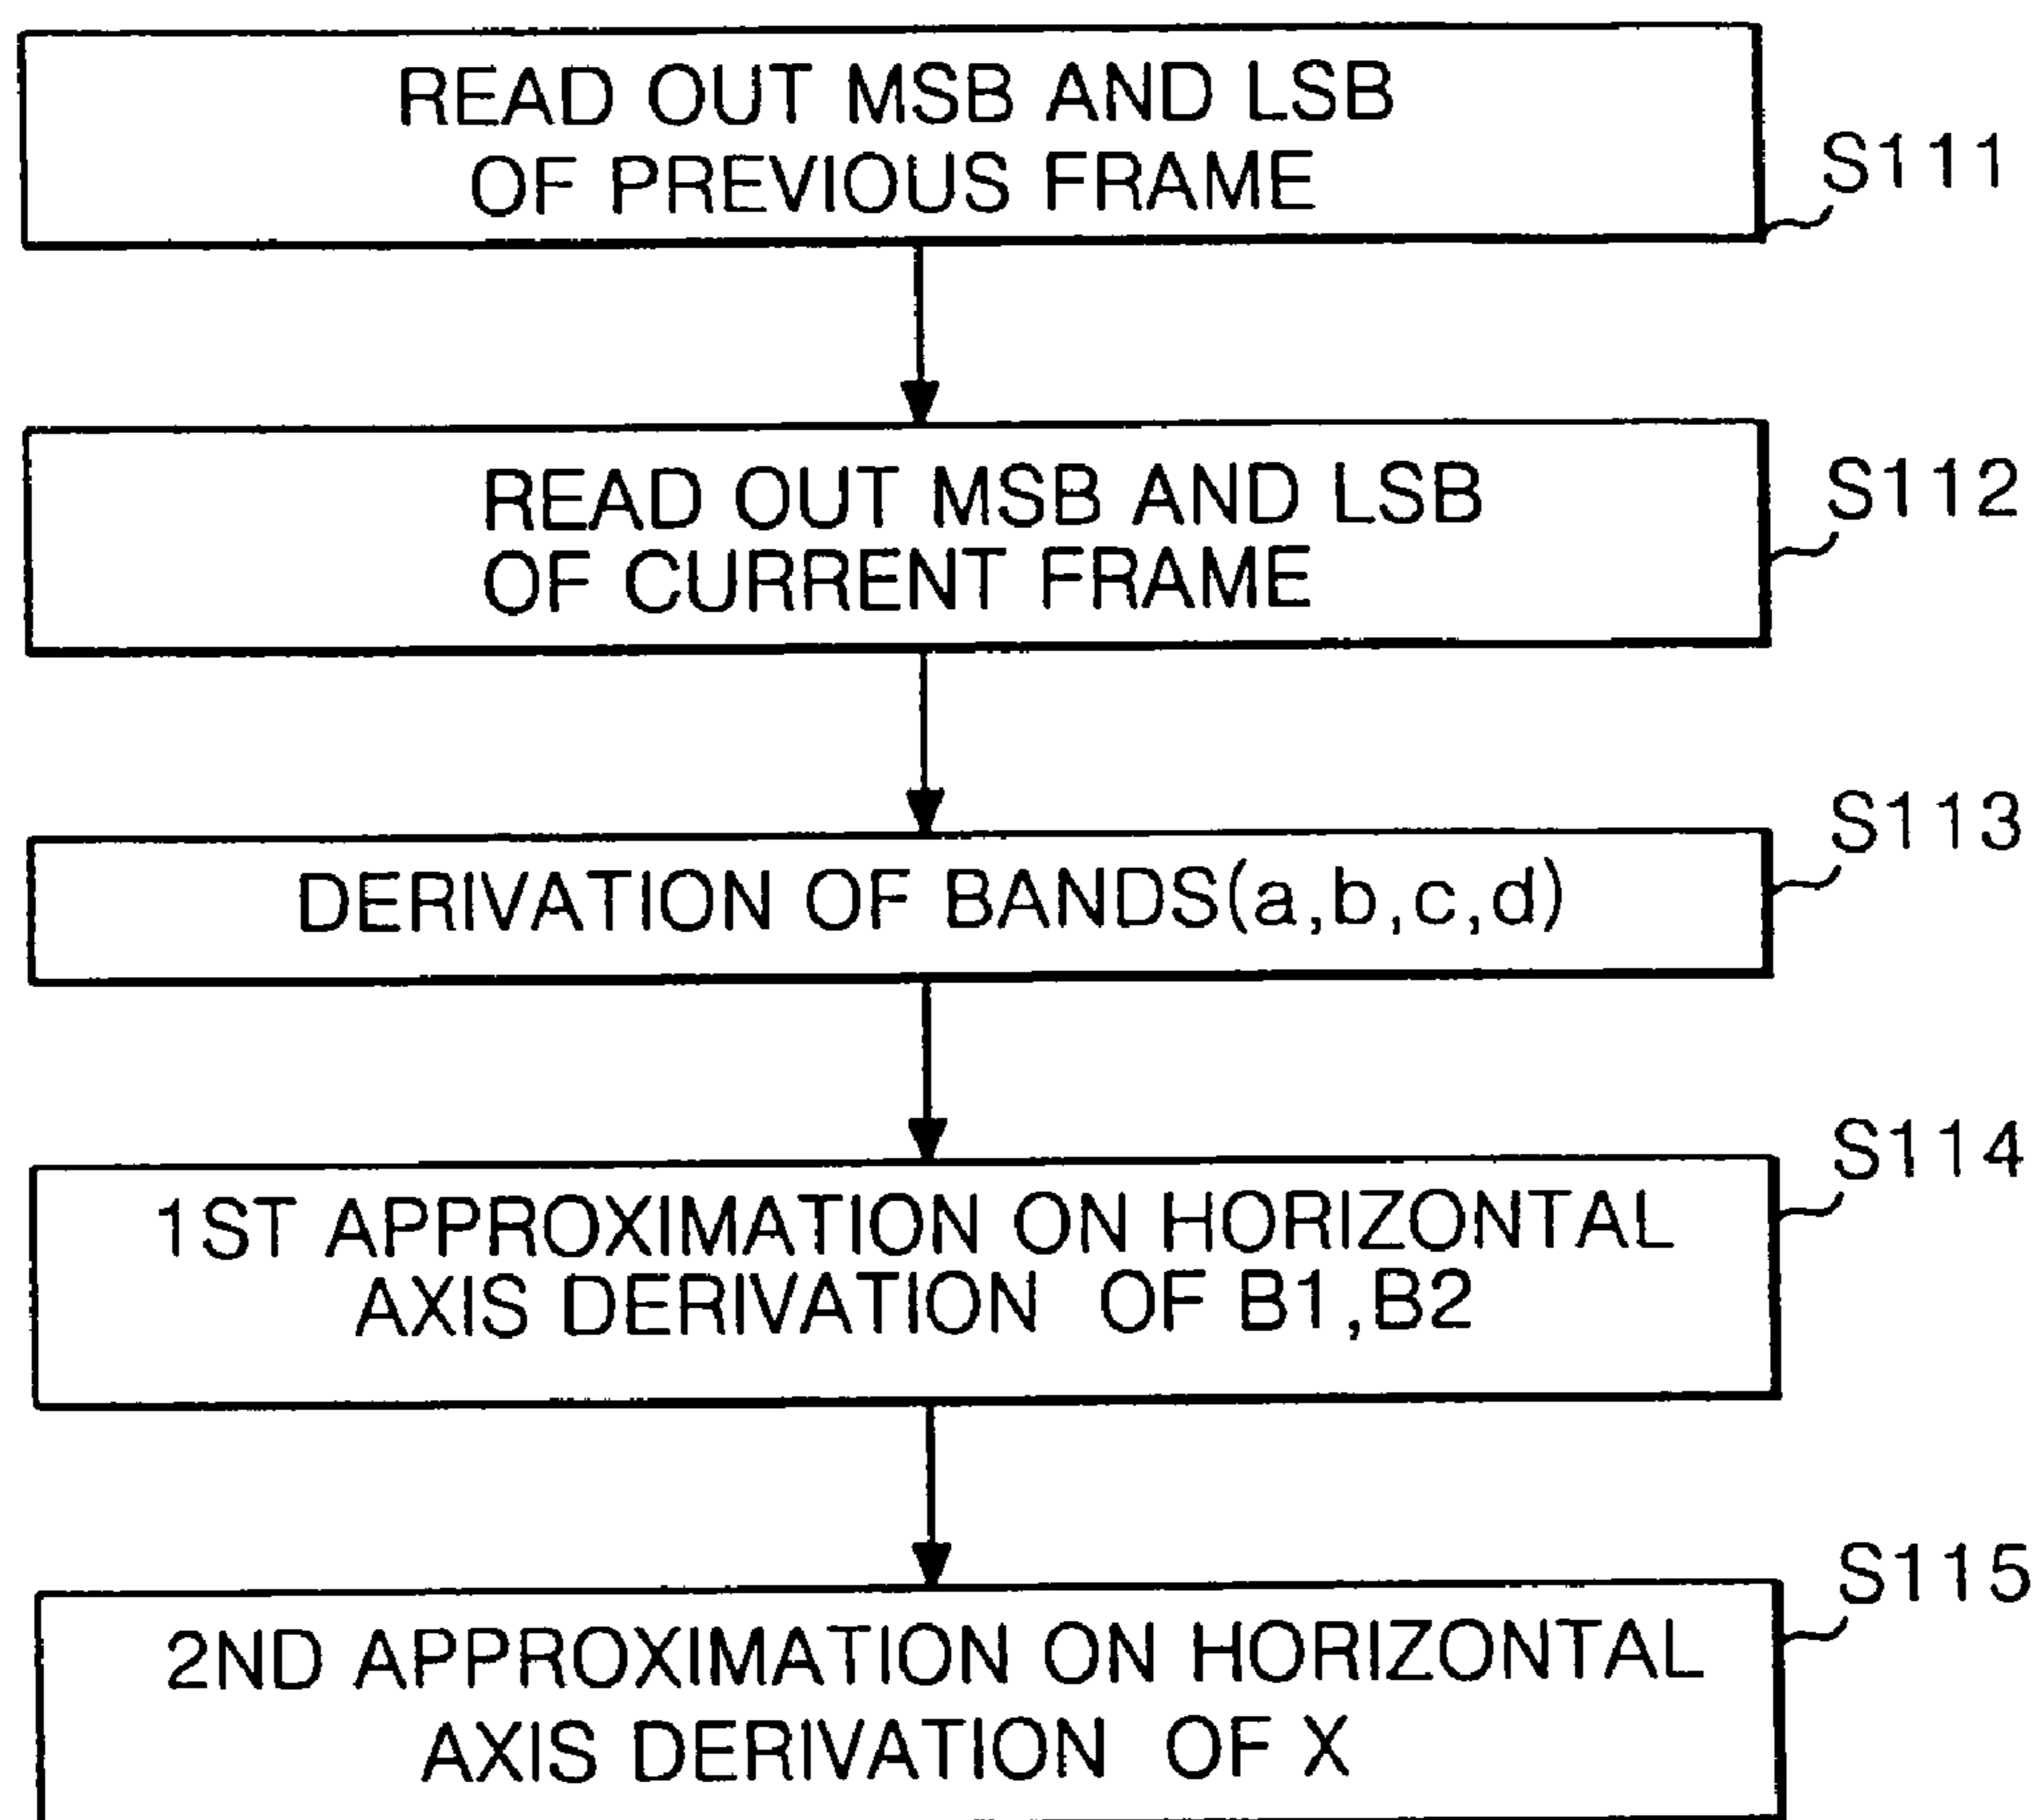 READ OUT MSB AND LSB
OF PREVIOUS FRAME
S111
READ OUT MSB AND LSB
OF CURRENT FRAME
S112
DERIVATION OF BANDS(a,b,c,d)
S113
1ST APPROXIMATION ON HORIZONTAL
AXIS DERIVATION OF B1,B2
S114
2ND APPROXIMATION ON HORIZONTAL
AXIS DERIVATION OF X
S115